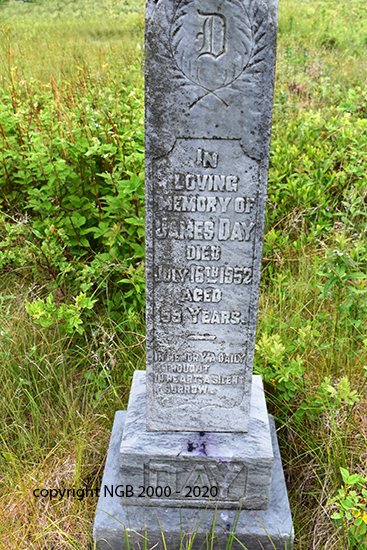 D
IN
LOVING
MEMORY OF
JAMES DAY
DIED
JULY 16TH 1952
AGED
YEARS.
IN MEMORY A DAILY
THOUGHT
IN HEART A SILENT
SORROW.
DAY
copyright NGB 2000 - 2020